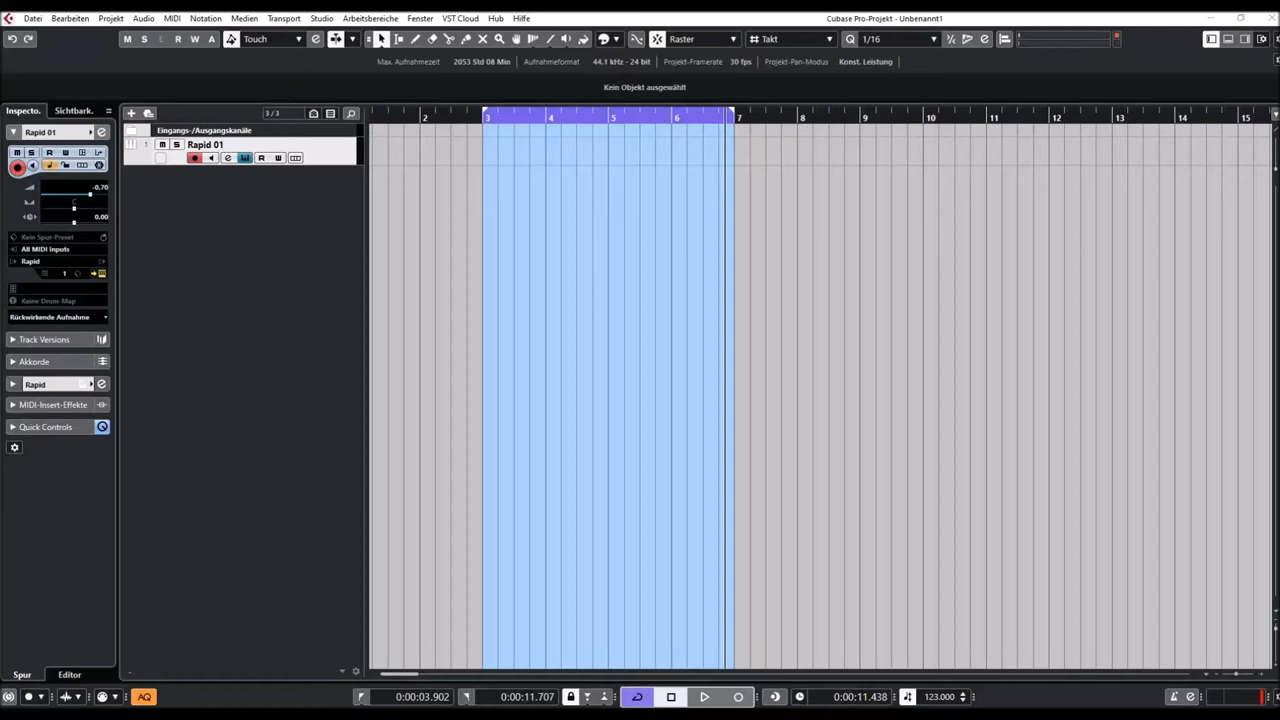 Datei Bearbeiten Projekt Audio MIDI Notation Medien Transport Studio Arbeitsbereiche Fenster VST Cloud Hub Hilfe Cubase Pro-Projekt - Unbenannt1
M S L R W A Touch Raster Takt Q 1/16
Max. Aufnahmezeit 2053 Std 08 Min Aufnahmeformat 44.1 kHz - 24 bit Projekt-Framerate 30 fps Projekt-Pan-Modus Konst. Leistung
Kein Objekt ausgewählt
Inspecto. Sichtbark. 3 / 3 2 3 4 5 6 7 8 9 10 11 12 13 14 15
Rapid 01 Eingangs-/Ausgangskanäle
1 M S Rapid 01
M S R W
R W
-0.70
C
0.00
Kein Spur-Preset
All MIDI Inputs
Rapid
1
Keine Drum-Map
Rückwirkende Aufnahme
Track Versions
Akkorde
Rapid
MIDI-Insert-Effekte
Quick Controls
Spur Editor
AQ 0:00:03.902 0:00:11.707 0:00:11.438 123.000